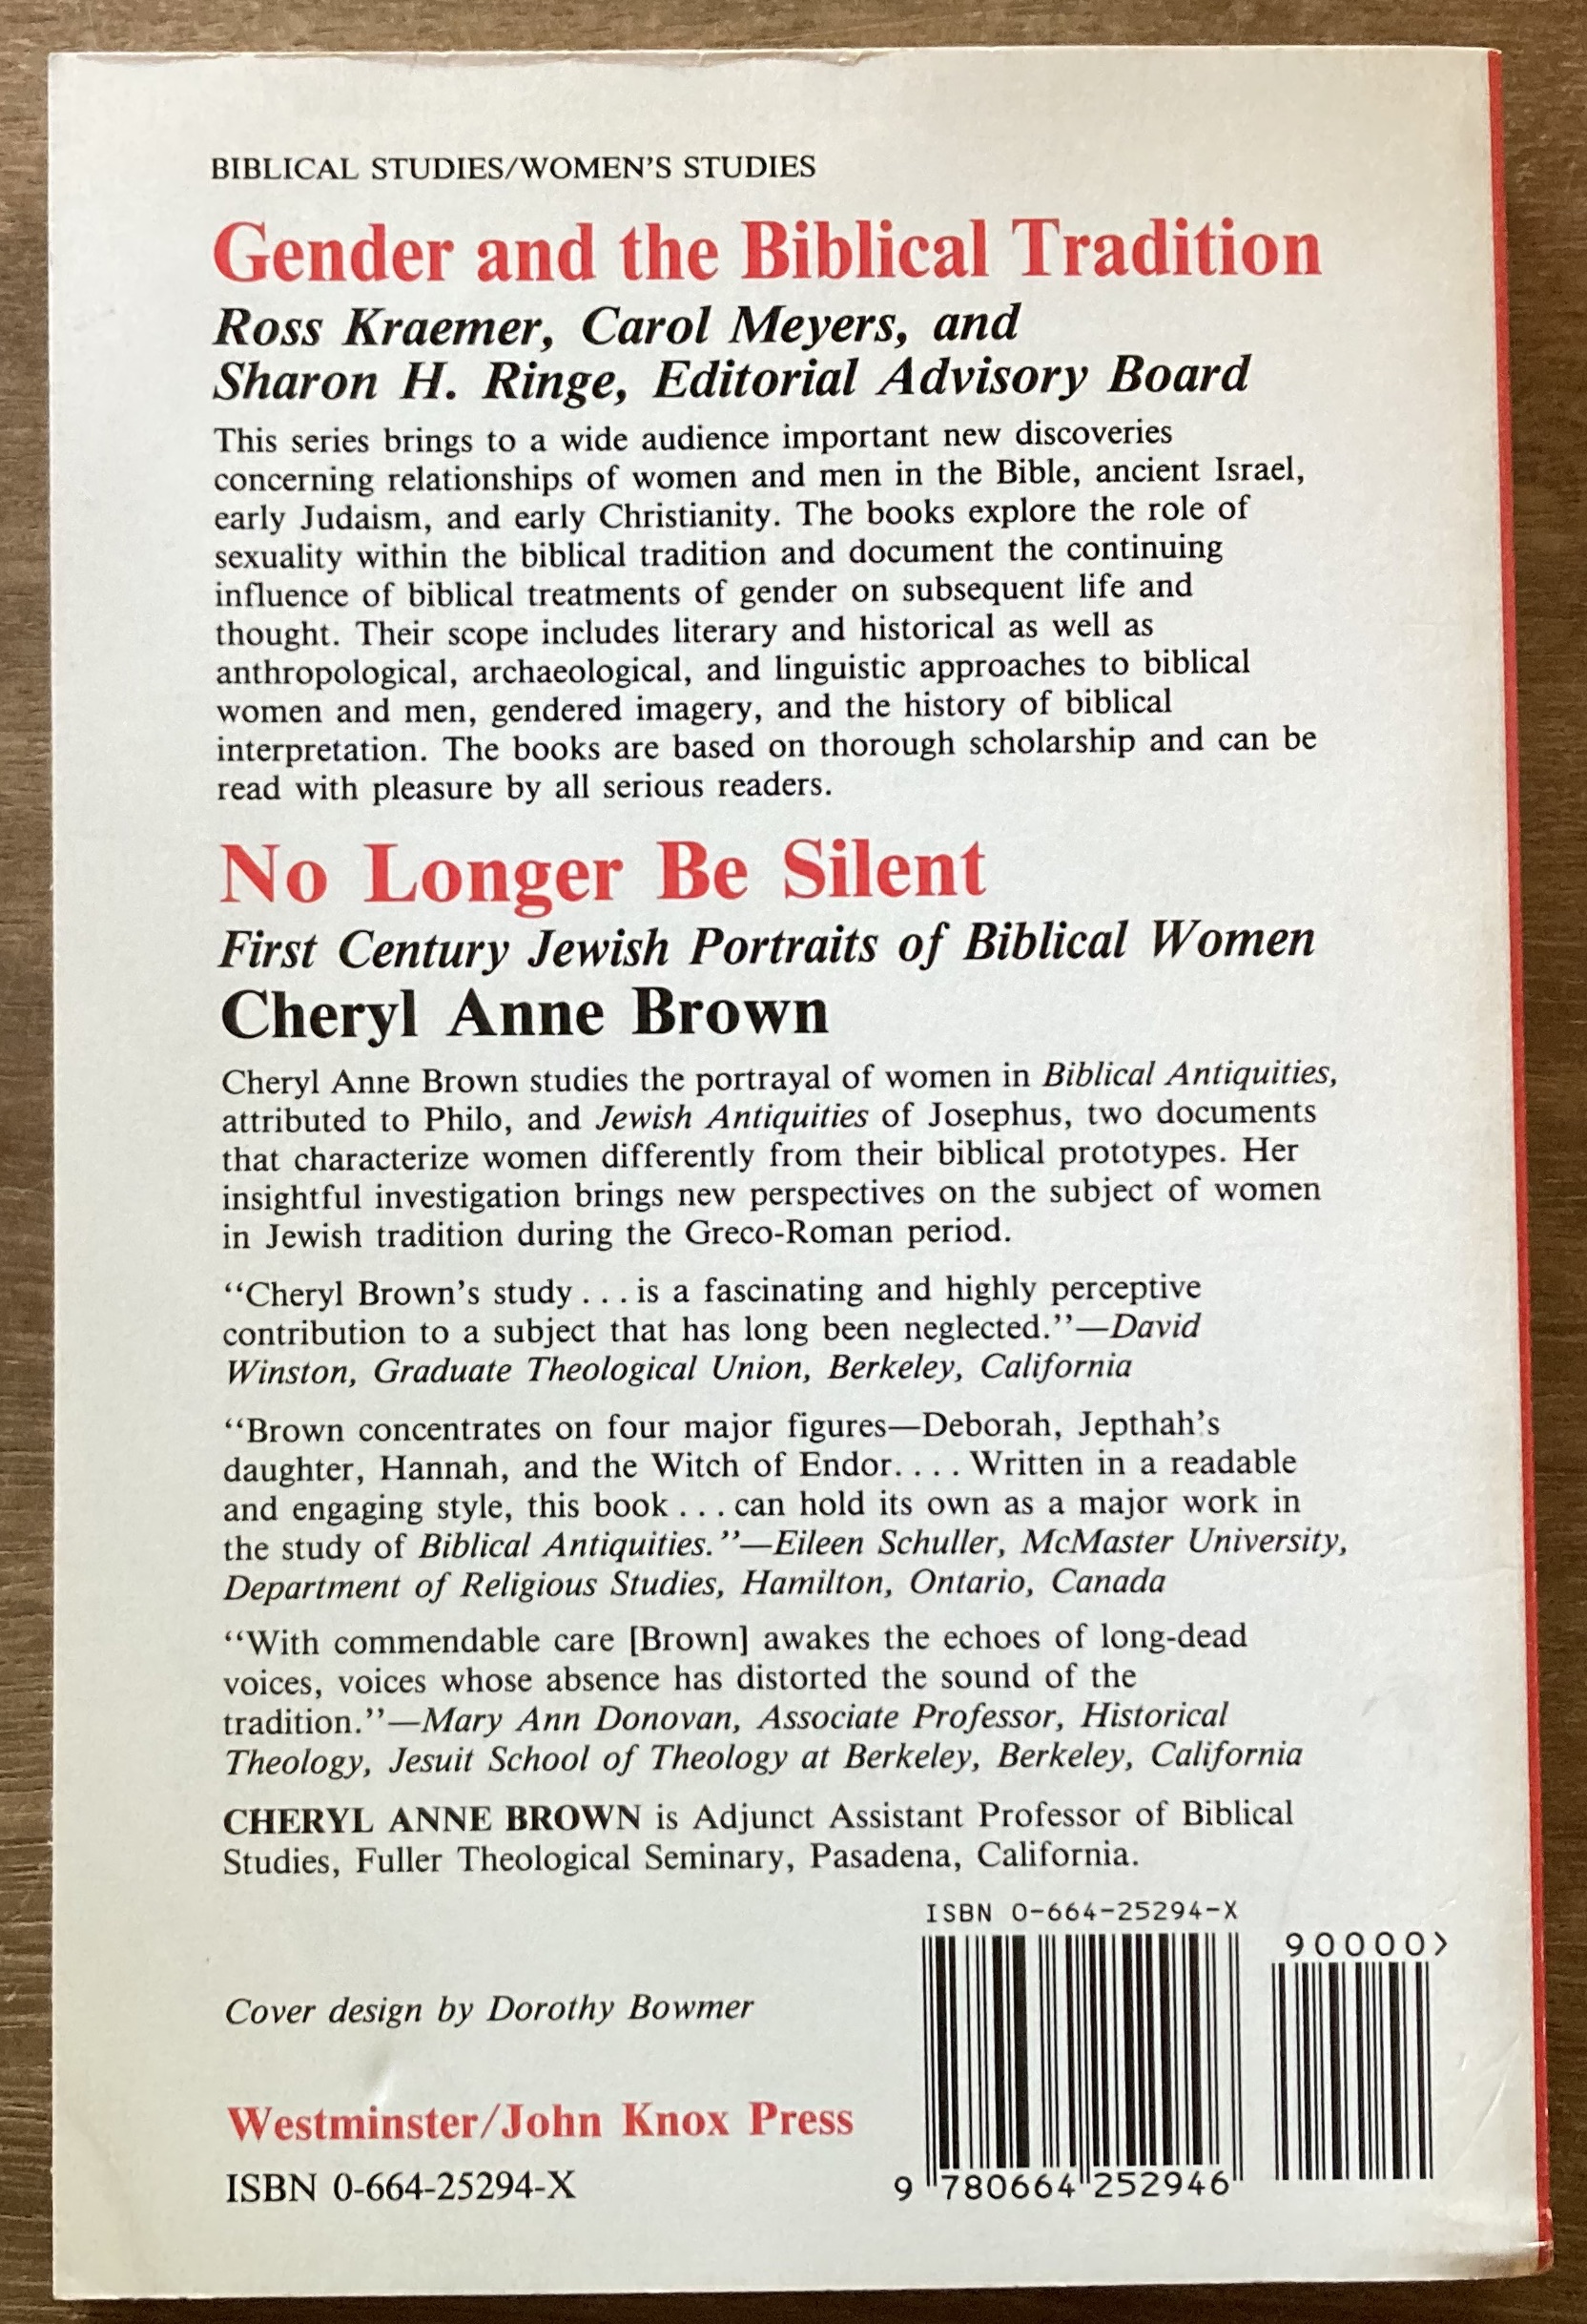 BIBLICAL STUDIES/WOMEN'S STUDIES
Gender and the Biblical Tradition
Ross Kraemer, Carol Meyers, and
Sharon H. Ringe, Editorial Advisory Board
This series brings to a wide audience important new discoveries
concerning relationships of women and men in the Bible, ancient Israel,
early Judaism, and early Christianity. The books explore the role of
sexuality within the biblical tradition and document the continuing
influence of biblical treatments of gender on subsequent life and
thought. Their scope includes literary and historical as well as
anthropological, archaeological, and linguistic approaches to biblical
women and men, gendered imagery, and the history of biblical
interpretation. The books are based on thorough scholarship and can be
read with pleasure by all serious readers.
No Longer Be Silent
First Century Jewish Portraits of Biblical Women
Cheryl Anne Brown
Cheryl Anne Brown studies the portrayal of women in Biblical Antiquities,
attributed to Philo, and Jewish Antiquities of Josephus, two documents
that characterize women differently from their biblical prototypes. Her
insightful investigation brings new perspectives on the subject of women
in Jewish tradition during the Greco-Roman period.
‘‘Cheryl Brown's study . . . is a fascinating and highly perceptive
contribution to a subject that has long been neglected.’’—David
Winston, Graduate Theological Union, Berkeley, California
‘‘Brown concentrates on four major figures—Deborah, Jepthah's
daughter, Hannah, and the Witch of Endor. . . . Written in a readable
and engaging style, this book . . . can hold its own as a major work in
the study of Biblical Antiquities.’’—Eileen Schuller, McMaster University,
Department of Religious Studies, Hamilton, Ontario, Canada
‘‘With commendable care [Brown] awakes the echoes of long-dead
voices, voices whose absence has distorted the sound of the
tradition.’’—Mary Ann Donovan, Associate Professor, Historical
Theology, Jesuit School of Theology at Berkeley, Berkeley, California
CHERYL ANNE BROWN is Adjunct Assistant Professor of Biblical
Studies, Fuller Theological Seminary, Pasadena, California.
ISBN 0-664-25294-X
90000>
Cover design by Dorothy Bowmer
Westminster/John Knox Press
ISBN 0-664-25294-X
9 780664 252946